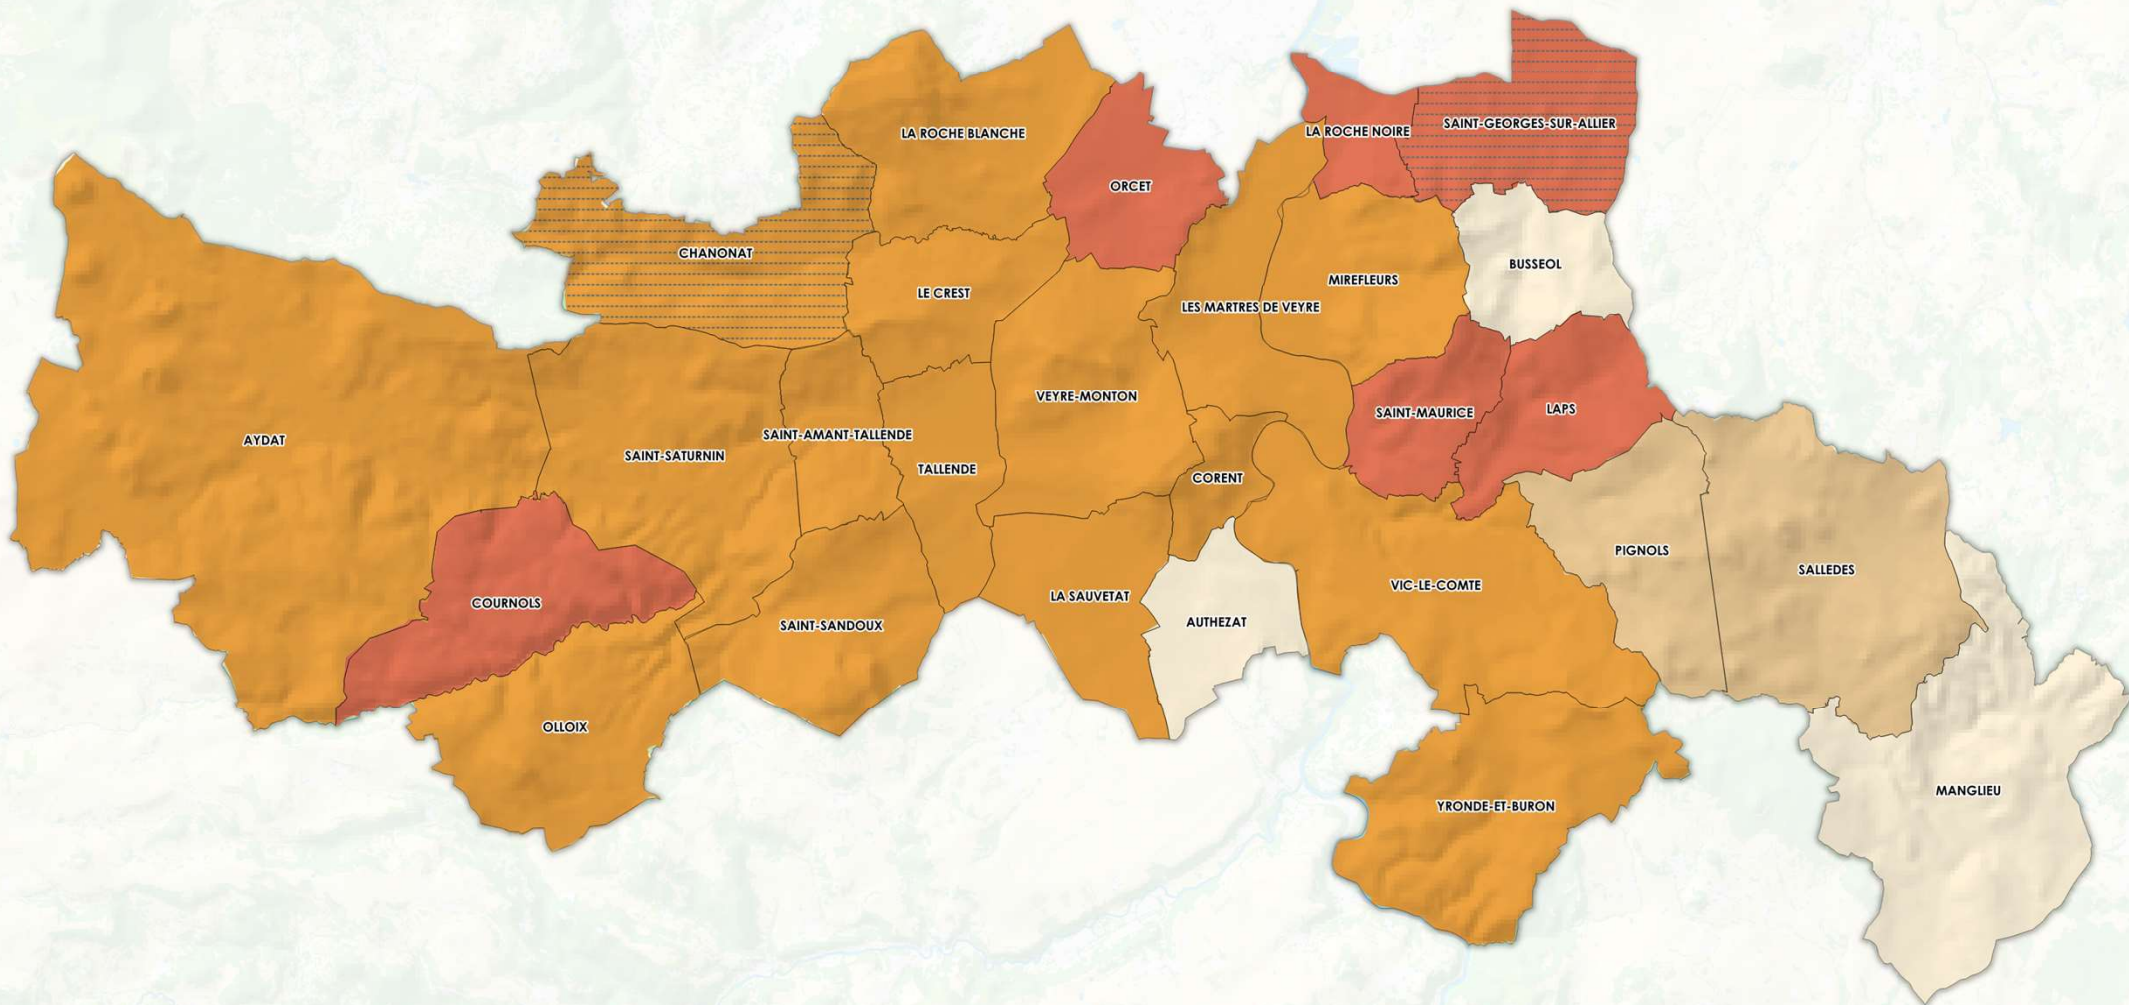 SAINT-GEORGES-SUR-ALLIER
LA ROCHE NOIRE
LA ROCHE BLANCHE
ORCET
CHANONAT
BUSSEOL
MIREFLEURS
LE CREST
LES MARTRES DE VEYRE
VEYRE-MONTON
LAPS
SAINT-MAURICE
SAINT-AMANT-TALLENDE
AYDAT
SAINT-SATURNIN
TALLENDE
CORENT
PIGNOLS
SALLEDES
VIC-LE-COMTE
LA SAUVETAT
COURNOLS
AUTHEZAT
SAINT-SANDOUX
OLLOIX
MANGLIEU
YRONDE-ET-BURON